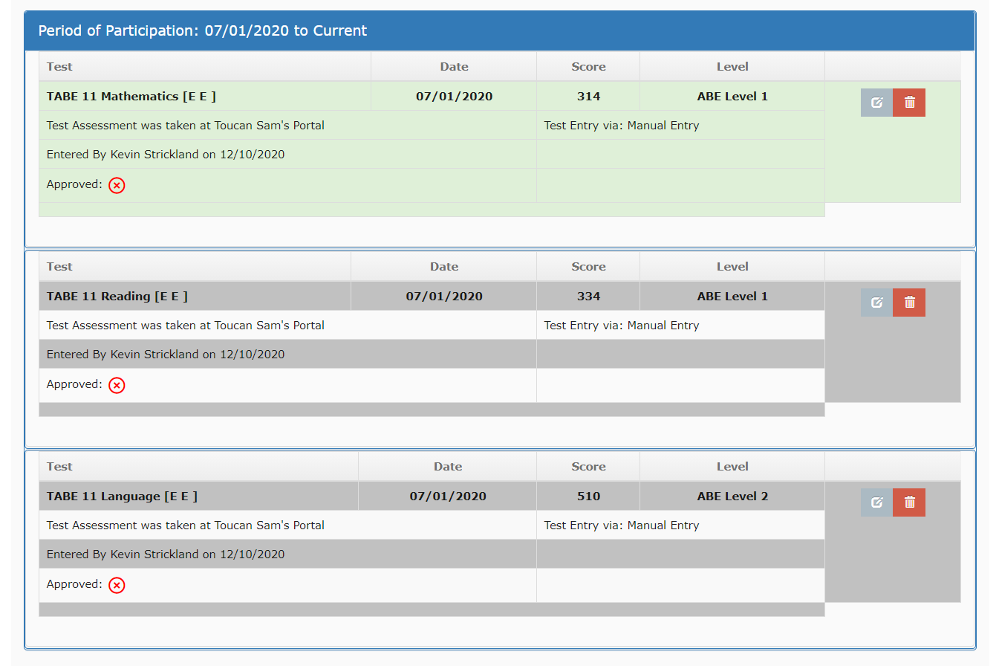 Period of Participation: 07/01/2020 to Current
Test Date Score Level
TABE 11 Mathematics [E E ] 07/01/2020 314 ABE Level 1
Test Assessment was taken at Toucan Sam's Portal Test Entry via: Manual Entry
Entered By Kevin Strickland on 12/10/2020
Approved:
Test Date Score Level
TABE 11 Reading [E E ] 07/01/2020 334 ABE Level 1
Test Assessment was taken at Toucan Sam's Portal Test Entry via: Manual Entry
Entered By Kevin Strickland on 12/10/2020
Approved:
Test Date Score Level
TABE 11 Language [E E ] 07/01/2020 510 ABE Level 2
Test Assessment was taken at Toucan Sam's Portal Test Entry via: Manual Entry
Entered By Kevin Strickland on 12/10/2020
Approved: